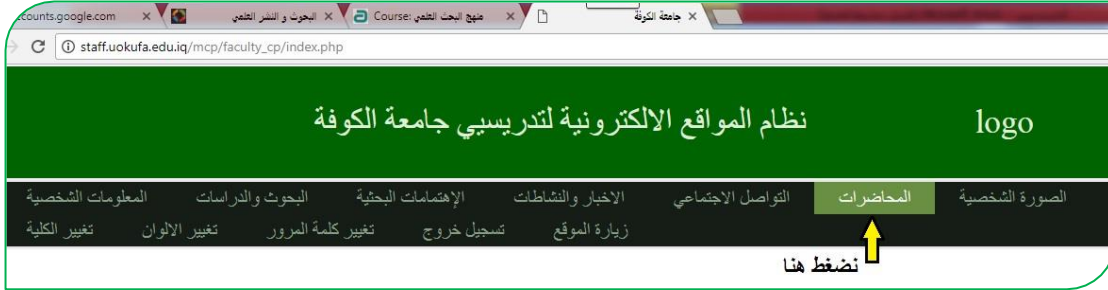 ccounts.google.com
البحوث و النشر العلمي
Course: منهج البحث العلمي
جامعة الكوفة
staff.uokufa.edu.iq/mcp/faculty_cp/index.php
logo
نظام المواقع الالكترونية لتدريسيي جامعة الكوفة
الصورة الشخصية المحاضرات التواصل الاجتماعي الاخبار والنشاطات الإهتمامات البحثية البحوث والدراسات المعلومات الشخصية
زيارة الموقع تسجيل خروج تغيير كلمة المرور تغيير الالوان تغيير الكلية
نضغط هنا